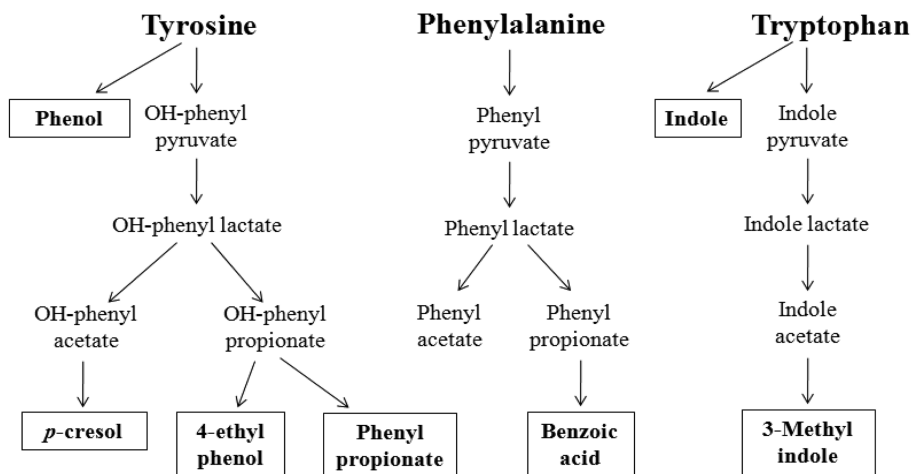 Tyrosine
Phenylalanine
Tryptophan
Phenol
OH-phenyl
pyruvate
Phenyl
pyruvate
Indole
Indole
pyruvate
OH-phenyl lactate
Phenyl lactate
Indole lactate
OH-phenyl
acetate
OH-phenyl
propionate
Phenyl
acetate
Phenyl
propionate
Indole
acetate
p-cresol
4-ethyl
phenol
Phenyl
propionate
Benzoic
acid
3-Methyl
indole